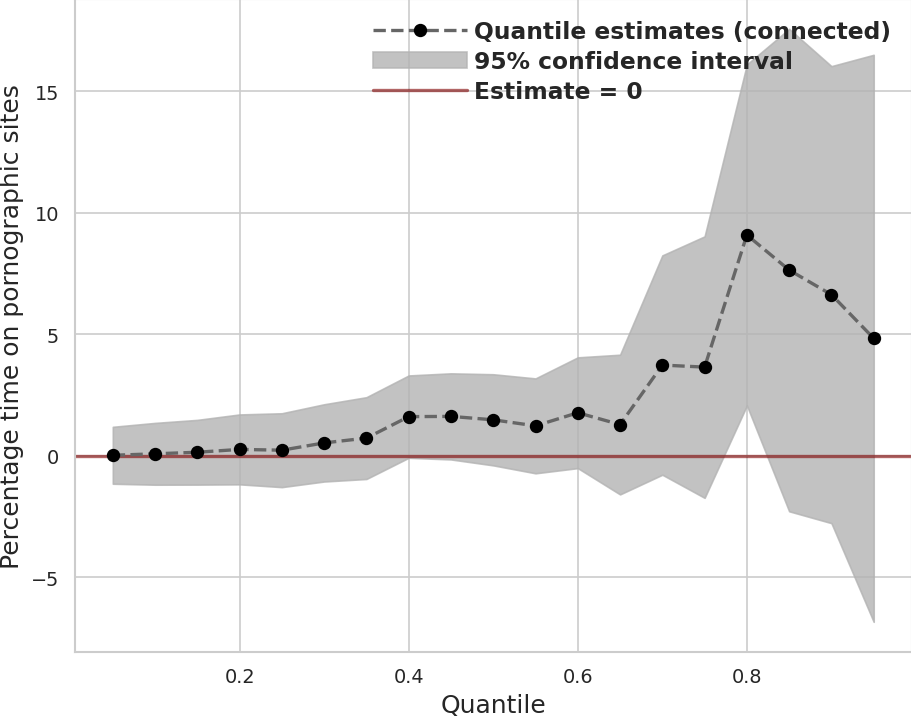 Quantile estimates (connected)
95% confidence interval
Estimate = 0
Percentage time on pornographic sites
15
10
5
0
−5
0.2
0.4
0.6
0.8
Quantile